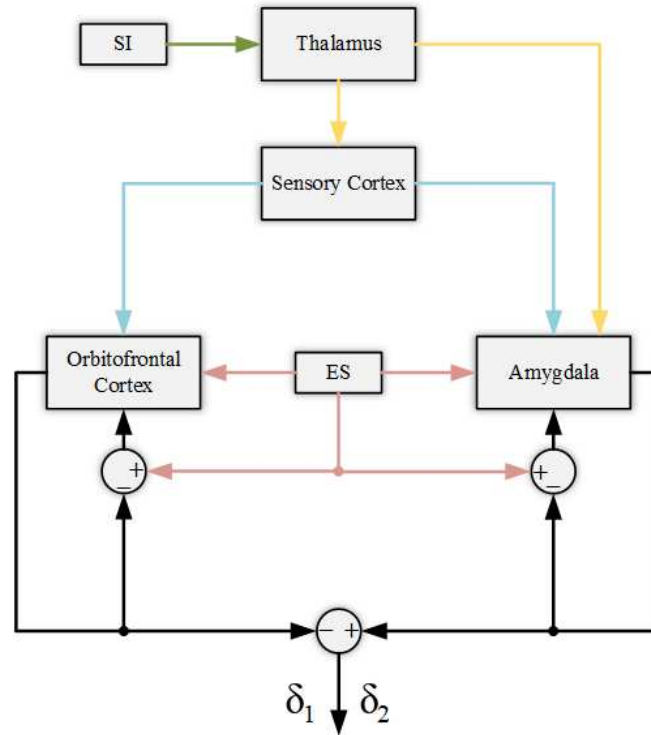 SI
Thalamus
Sensory Cortex
Orbitofrontal
Cortex
ES
Amygdala
+
−
+
−
− +
δ₁ δ₂